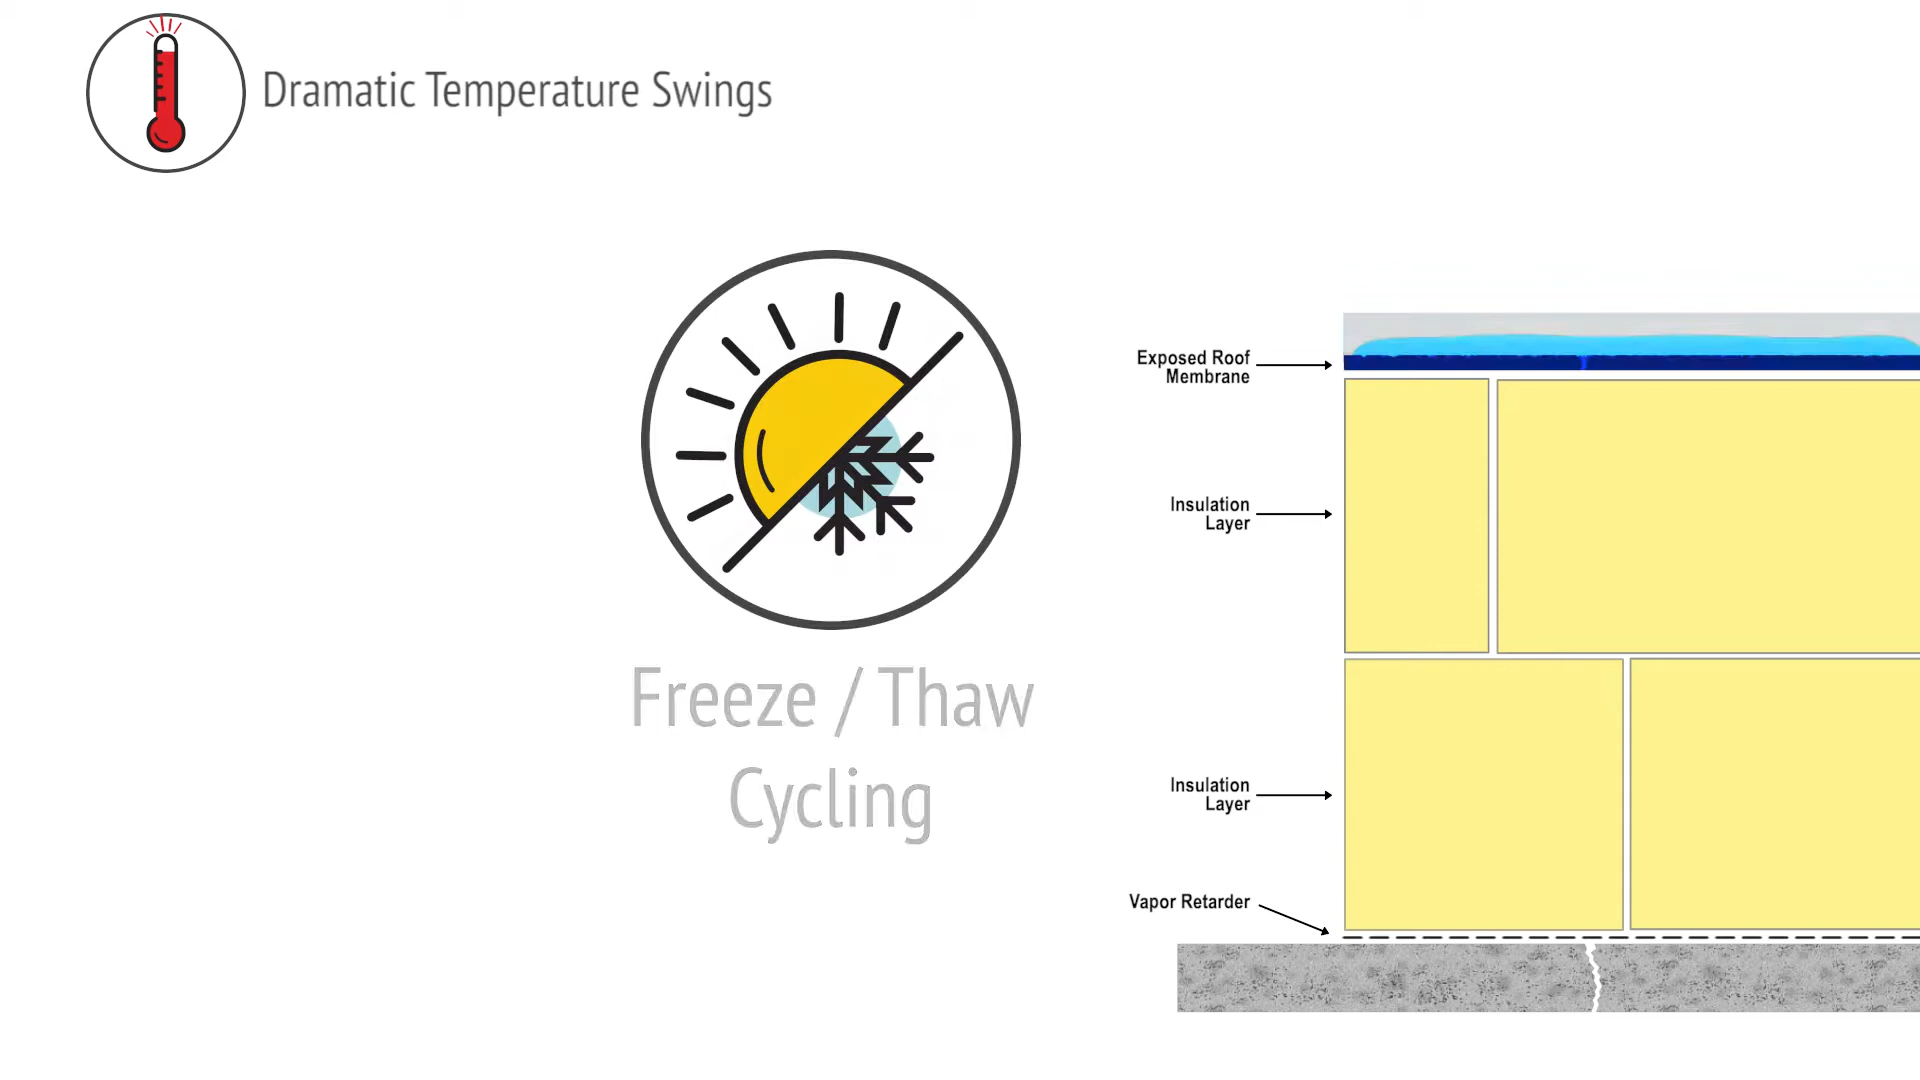 Dramatic Temperature Swings
Freeze / Thaw
Cycling
Exposed Roof
Membrane
Insulation
Layer
Insulation
Layer
Vapor Retarder